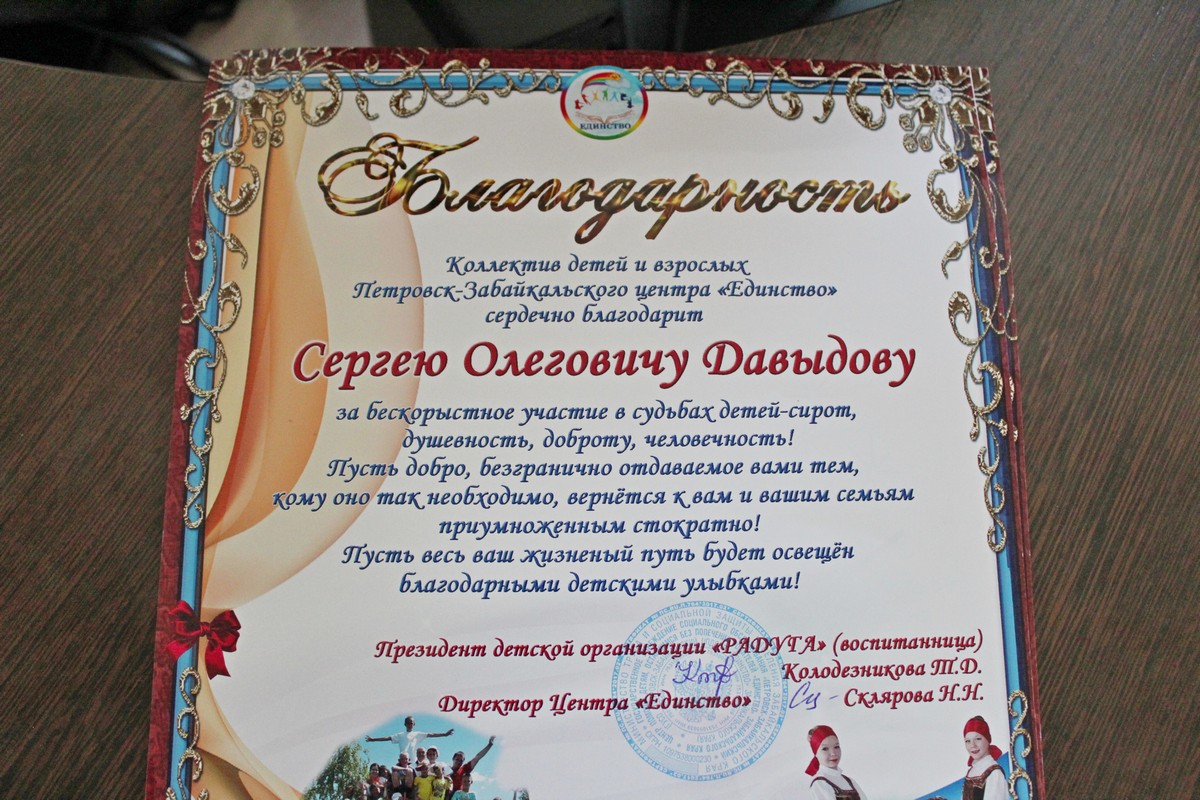 ЕДИНСТВО
Благодарность
Коллектив детей и взрослых
Петровск-Забайкальского центра «Единство»
сердечно благодарит
Сергею Олеговичу Давыдову
за бескорыстное участие в судьбах детей-сирот,
душевность, доброту, человечность!
Пусть добро, безгранично отдаваемое вами тем,
кому оно так необходимо, вернётся к вам и вашим семьям
приумноженным стократно!
Пусть весь ваш жизненый путь будет освещён
благодарными детскими улыбками!
Президент детской организации «РАДУГА» (воспитанница)
Колодезникова Т.Д.
Директор Центра «Единство» Склярова Н.Н.